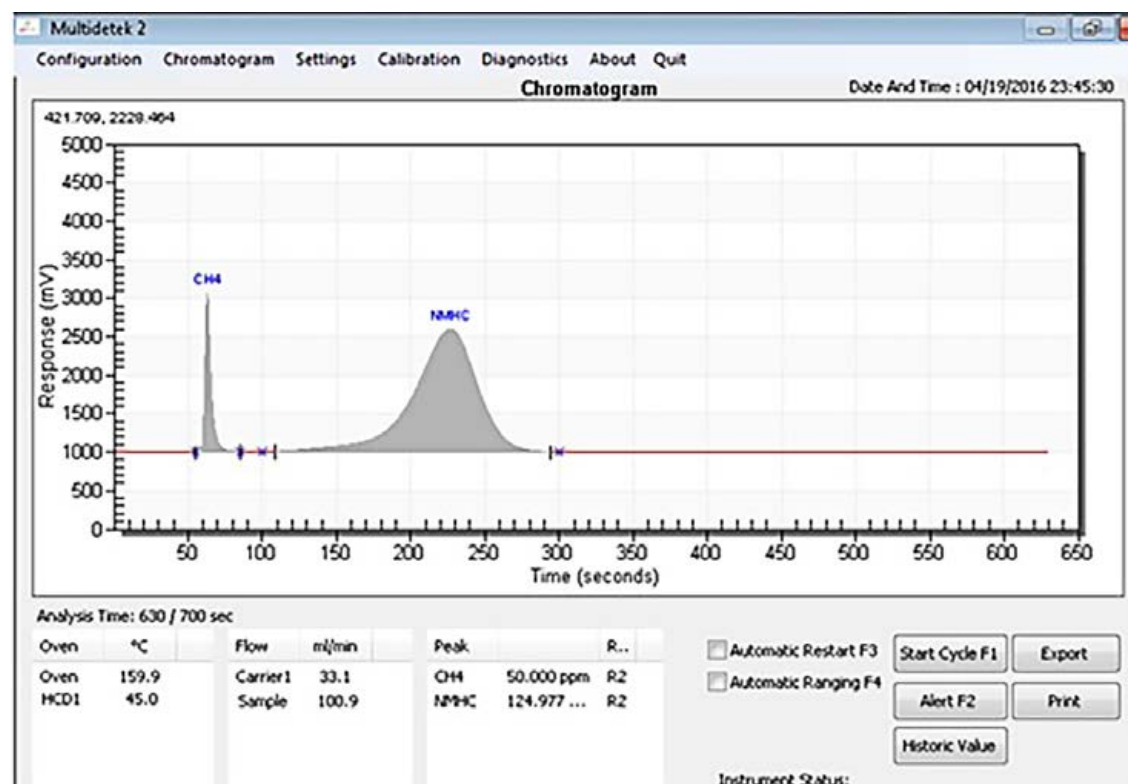 Multidetek 2
Configuration Chromatogram Settings Calibration Diagnostics About Quit
Chromatogram
Date And Time : 04/19/2016 23:45:30
421.709, 2228.464
5000
4500
4000
3500
3000
2500
2000
1500
1000
500
0
Response (mV)
CH4
NMHC
50 100 150 200 250 300 350 400 450 500 550 600 650
Time (seconds)
Analysis Time: 630 / 700 sec
Oven °C
Oven 159.9
HCD1 45.0
Flow ml/min
Carrier1 33.1
Sample 100.9
Peak R..
CH4 50.000 ppm R2
NMHC 124.977 ... R2
Automatic Restart F3
Automatic Ranging F4
Start Cycle F1
Export
Alert F2
Print
Historic Value
Instrument Status: